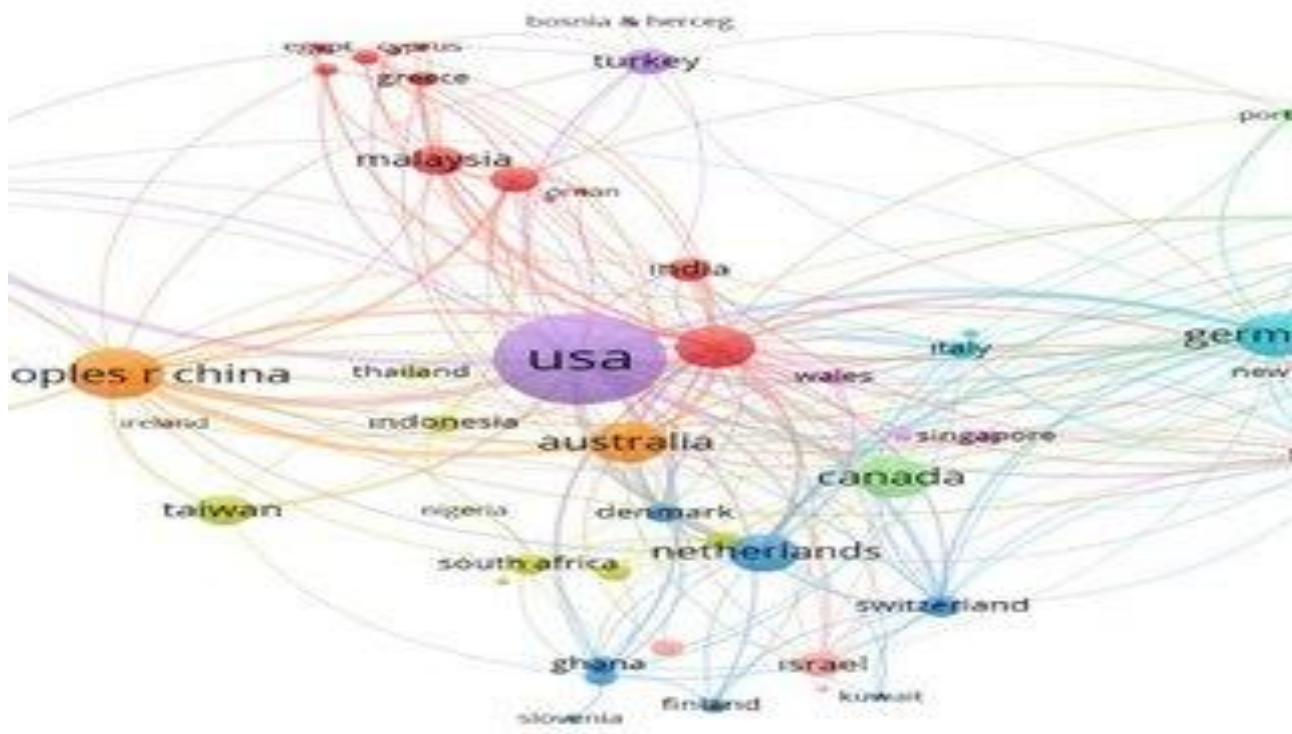 bosnia & herceg
egypt cyprus
turkey
greece
port
malaysia
oman
india
germ
usa
italy
oples r china
thailand
wales
new
ireland
indonesia
australia
singapore
canada
taiwan
nigeria
denmark
netherlands
south africa
switzerland
ghana
israel
kuwait
finland
slovenia